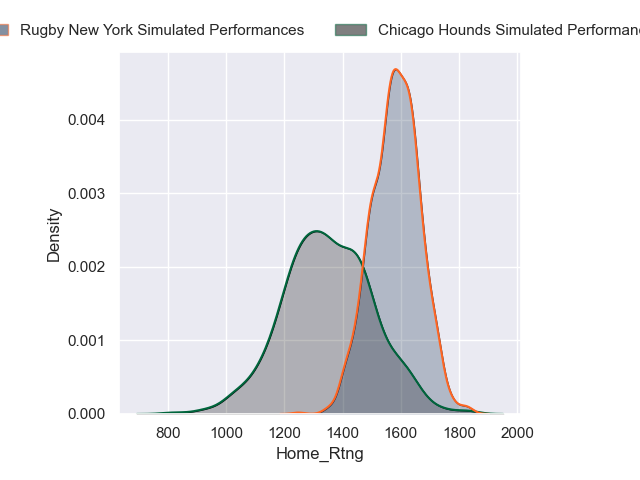 Rugby New York Simulated Performances
Chicago Hounds Simulated
0.004
0.003
0.002
0.001
0.000
Density
800 1000 1200 1400 1600 1800 2000
Home_Rtng